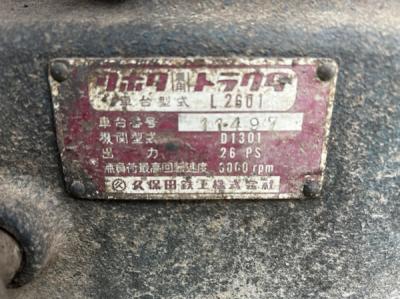 クボタ トラクタ
車台型式 L2601
車台番号 11497
機関型式 D1301
出力 26 PS
無負荷最高回転速度 3000 rpm
久保田鉄工株式会社